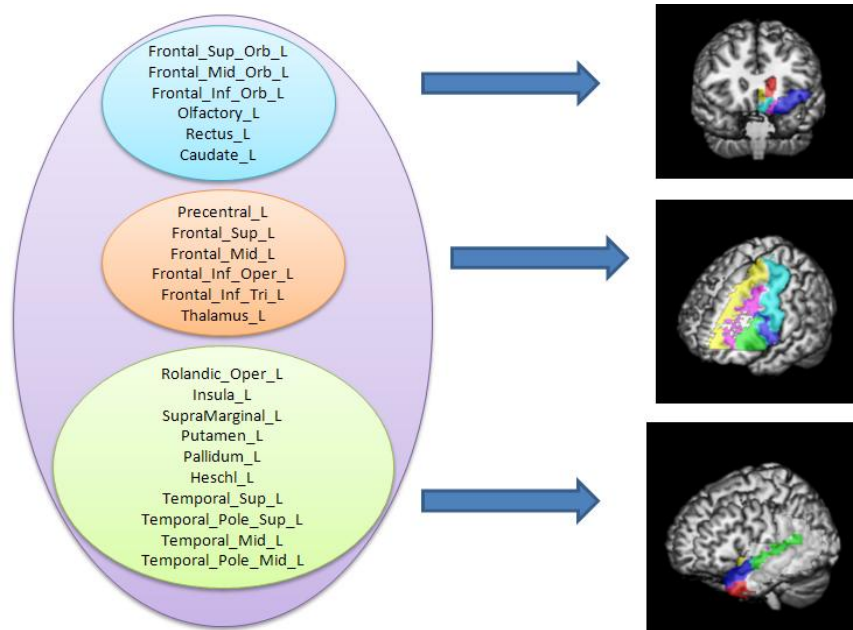 Frontal_Sup_Orb_L
Frontal_Mid_Orb_L
Frontal_Inf_Orb_L
Olfactory_L
Rectus_L
Caudate_L
Precentral_L
Frontal_Sup_L
Frontal_Mid_L
Frontal_Inf_Oper_L
Frontal_Inf_Tri_L
Thalamus_L
Rolandic_Oper_L
Insula_L
SupraMarginal_L
Putamen_L
Pallidum_L
Heschl_L
Temporal_Sup_L
Temporal_Pole_Sup_L
Temporal_Mid_L
Temporal_Pole_Mid_L